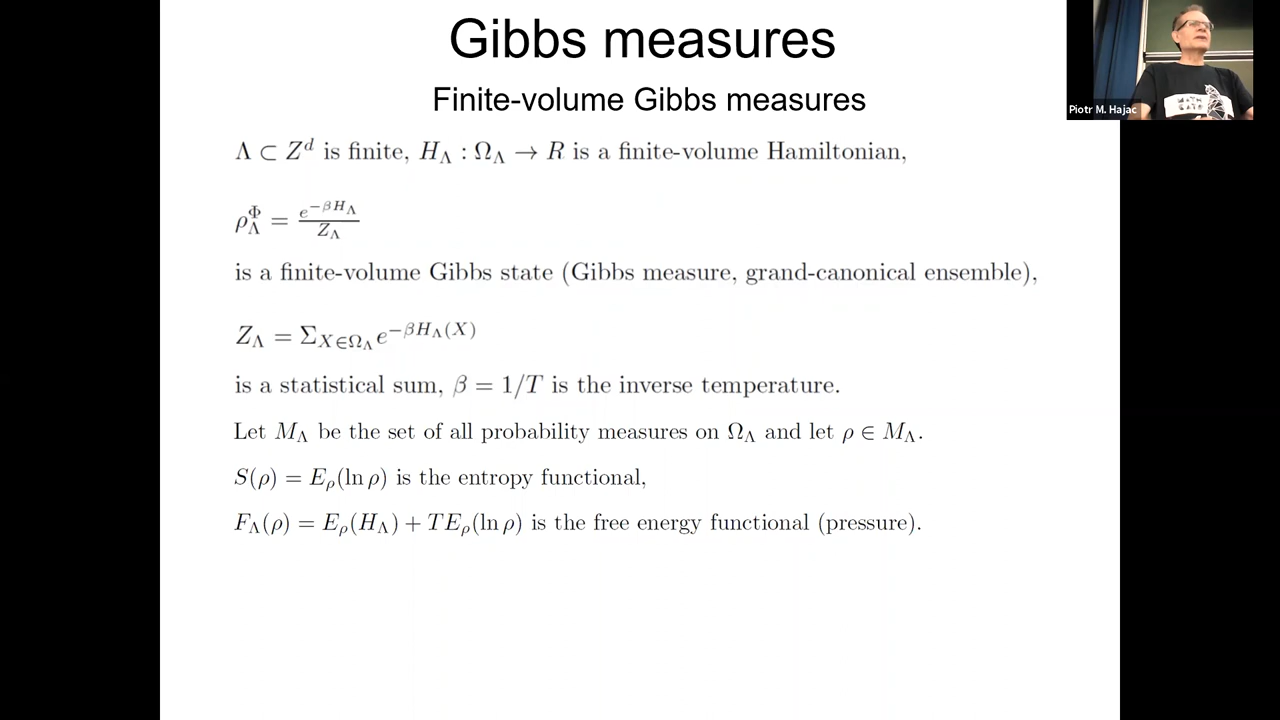 Gibbs measures
Finite-volume Gibbs measures
Piotr M. Hajac
Λ ⊂ Z^d is finite, H_Λ : Ω_Λ → R is a finite-volume Hamiltonian,
ρ_Λ^Φ = e^{−βH_Λ} / Z_Λ
is a finite-volume Gibbs state (Gibbs measure, grand-canonical ensemble),
Z_Λ = Σ_{X∈Ω_Λ} e^{−βH_Λ(X)}
is a statistical sum, β = 1/T is the inverse temperature.
Let M_Λ be the set of all probability measures on Ω_Λ and let ρ ∈ M_Λ.
S(ρ) = E_ρ(ln ρ) is the entropy functional,
F_Λ(ρ) = E_ρ(H_Λ) + TE_ρ(ln ρ) is the free energy functional (pressure).